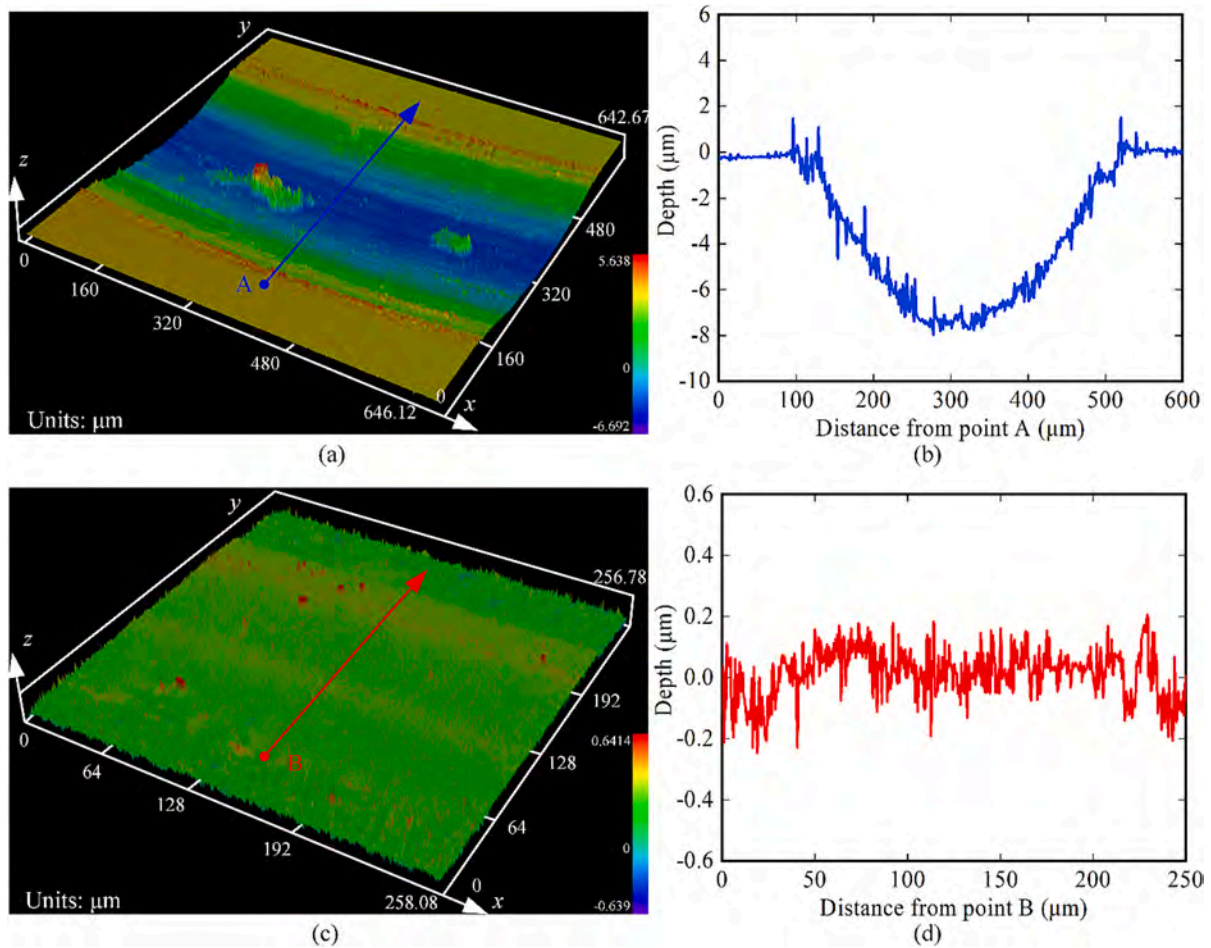 y
642.67
z
0
160
320
480
646.12
A
480
320
160
0
x
5.638
0
-6.692
Units: μm
(a)
6
4
2
0
-2
-4
-6
-8
-10
Depth (μm)
0 100 200 300 400 500 600
Distance from point A (μm)
(b)
y
256.78
z
0
64
128
192
258.08
B
192
128
64
0
x
0.6414
0
-0.639
Units: μm
(c)
0.6
0.4
0.2
0.0
-0.2
-0.4
-0.6
Depth (μm)
0 50 100 150 200 250
Distance from point B (μm)
(d)